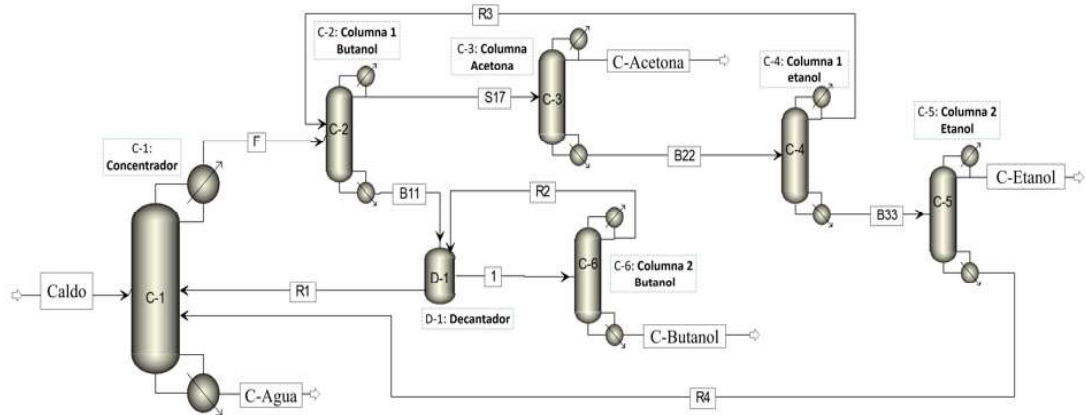 R3
C-2: Columna 1
Butanol
C-3: Columna
Acetona
C-Acetona
C-4: Columna 1
etanol
S17
C-3
C-2
C-5: Columna 2
Etanol
C-4
F
C-1:
Concentrador
B22
C-Etanol
B11
R2
B33
C-5
C-6
C-6: Columna 2
Butanol
D-1
1
Caldo
C-1
R1
D-1: Decantador
C-Butanol
C-Agua
R4